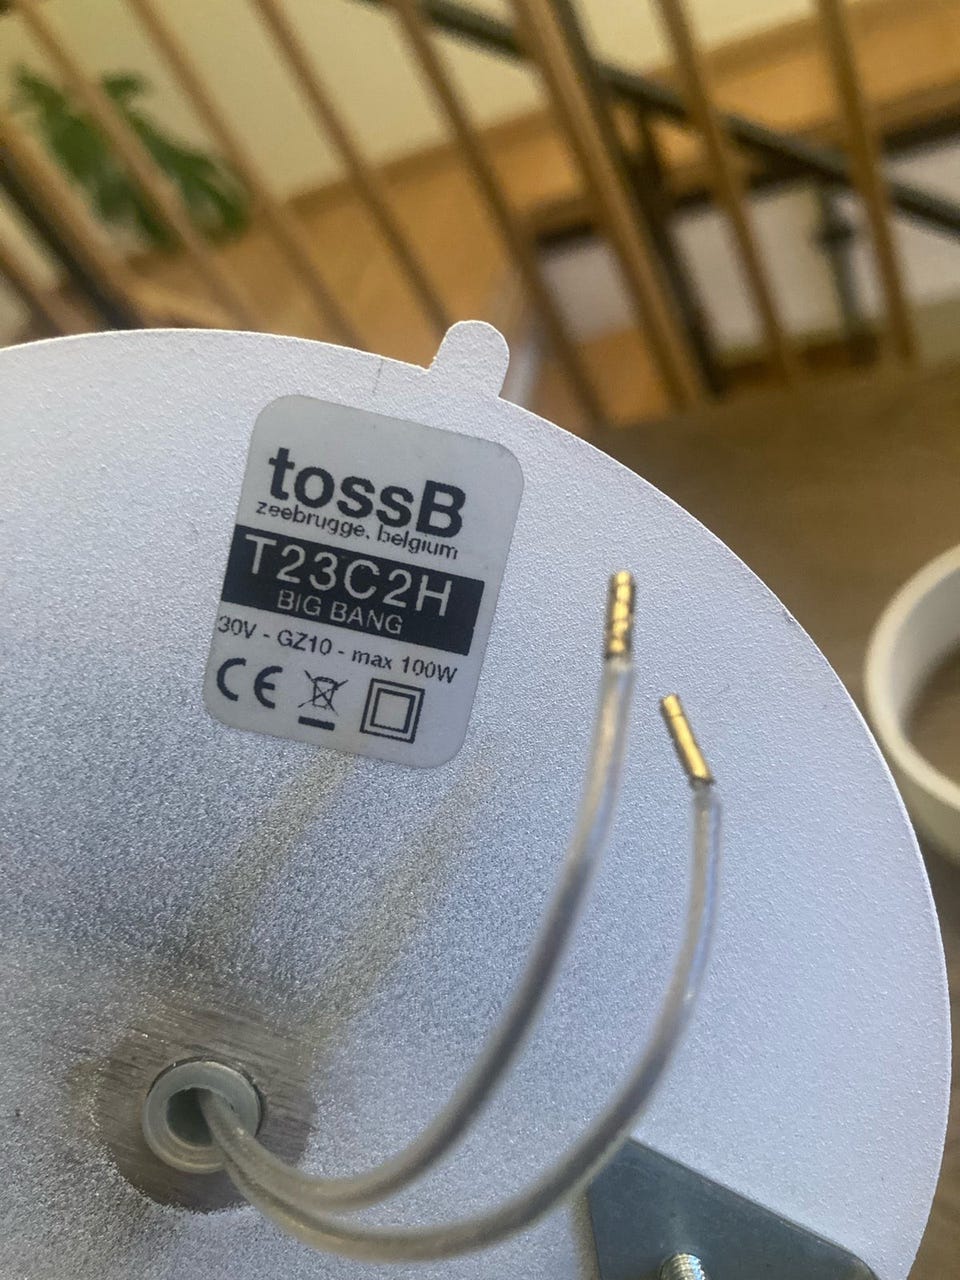 tossB
zeebrugge, belgium
T23C2H
BIG BANG
30V - GZ10 - max 100W
CE